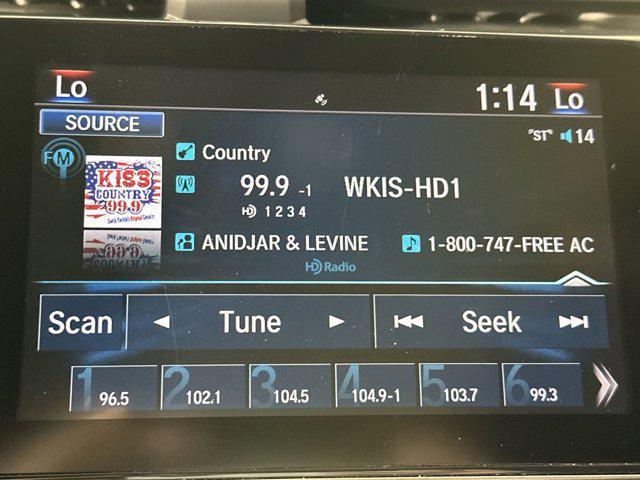 Lo
1:14 Lo
SOURCE
"ST" 14
FM
Country
KISS
COUNTRY
99.9
99.9 -1 WKIS-HD1
HD 1 2 3 4
ANIDJAR & LEVINE 1-800-747-FREE AC
HD Radio
Scan Tune Seek
1 96.5 2 102.1 3 104.5 4 104.9-1 5 103.7 6 99.3